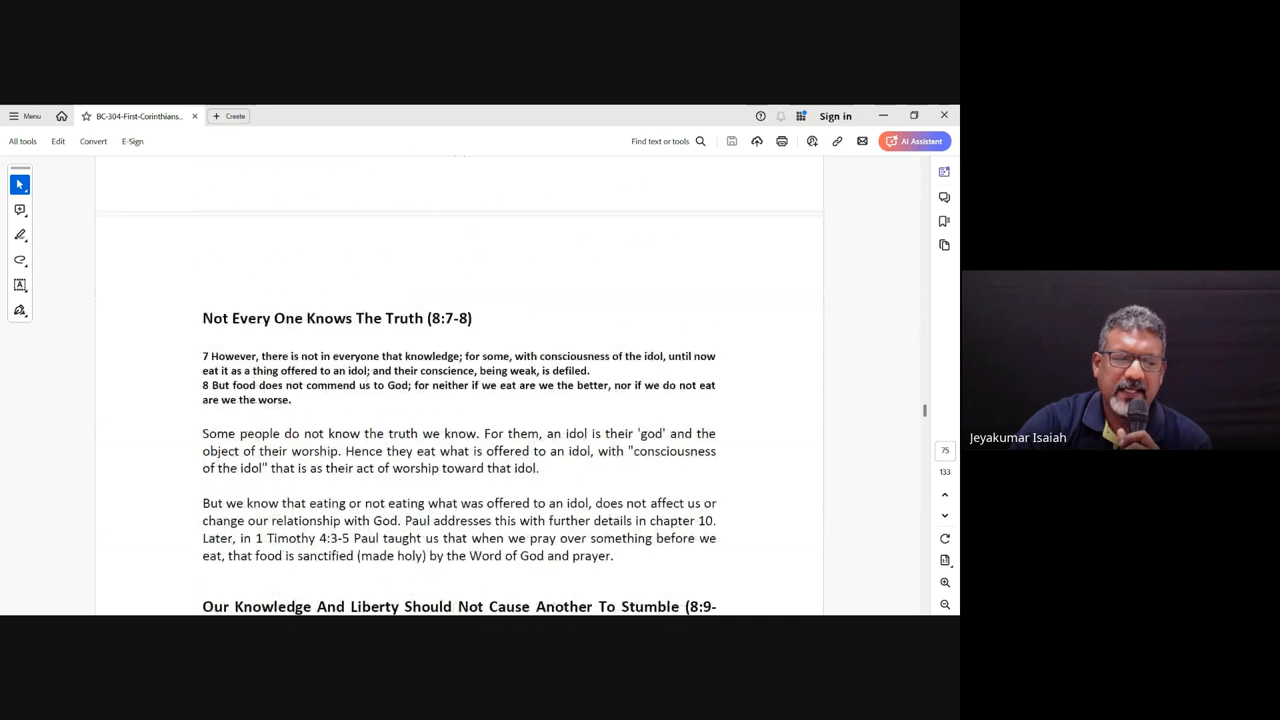 Menu
BC-304-First-Corinthians...
Create
Sign in
All tools
Edit
Convert
E-Sign
Find text or tools
AI Assistant
Not Every One Knows The Truth (8:7-8)
7 However, there is not in everyone that knowledge; for some, with consciousness of the idol, until now
eat it as a thing offered to an idol; and their conscience, being weak, is defiled.
8 But food does not commend us to God; for neither if we eat are we the better, nor if we do not eat
are we the worse.
Some people do not know the truth we know. For them, an idol is their 'god' and the
object of their worship. Hence they eat what is offered to an idol, with "consciousness
of the idol" that is as their act of worship toward that idol.
But we know that eating or not eating what was offered to an idol, does not affect us or
change our relationship with God. Paul addresses this with further details in chapter 10.
Later, in 1 Timothy 4:3-5 Paul taught us that when we pray over something before we
eat, that food is sanctified (made holy) by the Word of God and prayer.
Our Knowledge And Liberty Should Not Cause Another To Stumble (8:9-
75
133
Jeyakumar Isaiah